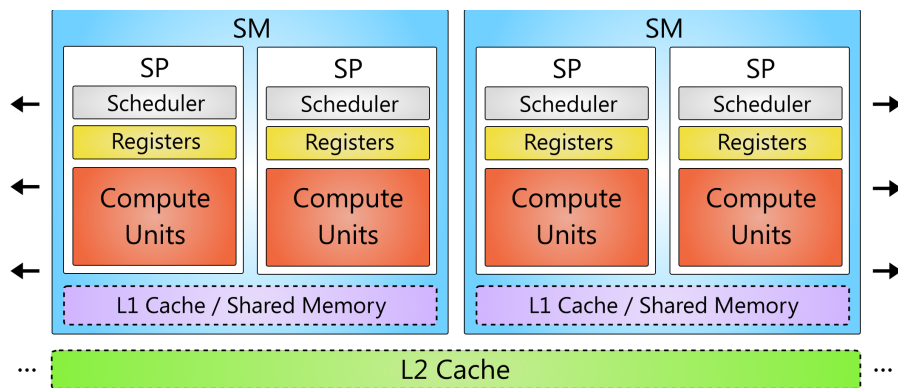 SM SM
SP SP SP SP
Scheduler Scheduler Scheduler Scheduler
Registers Registers Registers Registers
Compute Compute Compute Compute
Units Units Units Units
L1 Cache / Shared Memory L1 Cache / Shared Memory
... L2 Cache ...